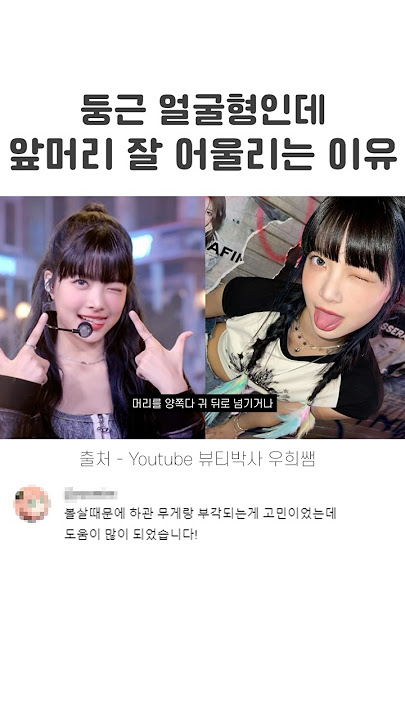 둥근 얼굴형인데
앞머리 잘 어울리는 이유
AFIN
SSER
머리를 양쪽다 귀 뒤로 넘기거나
출처 - Youtube 뷰티박사 우희쌤
볼살때문에 하관 무게랑 부각되는게 고민이었는데
도움이 많이 되었습니다!